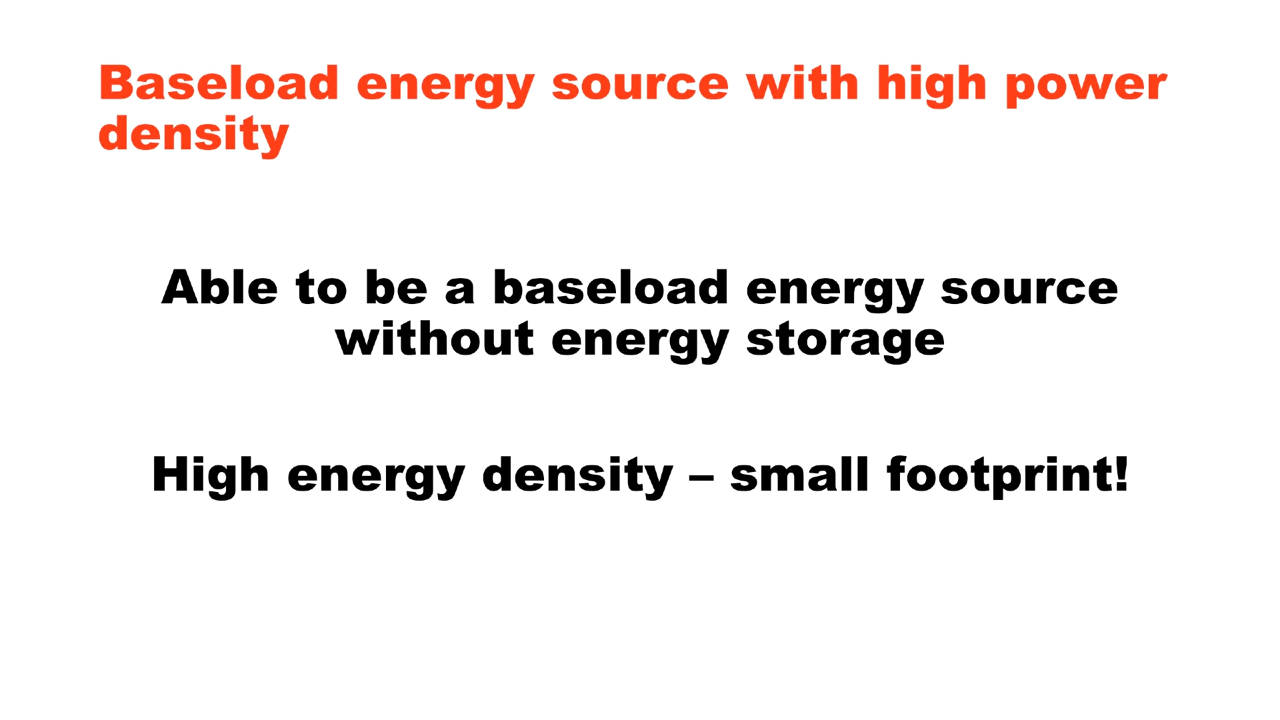 Baseload energy source with high power
density
Able to be a baseload energy source
without energy storage
High energy density – small footprint!